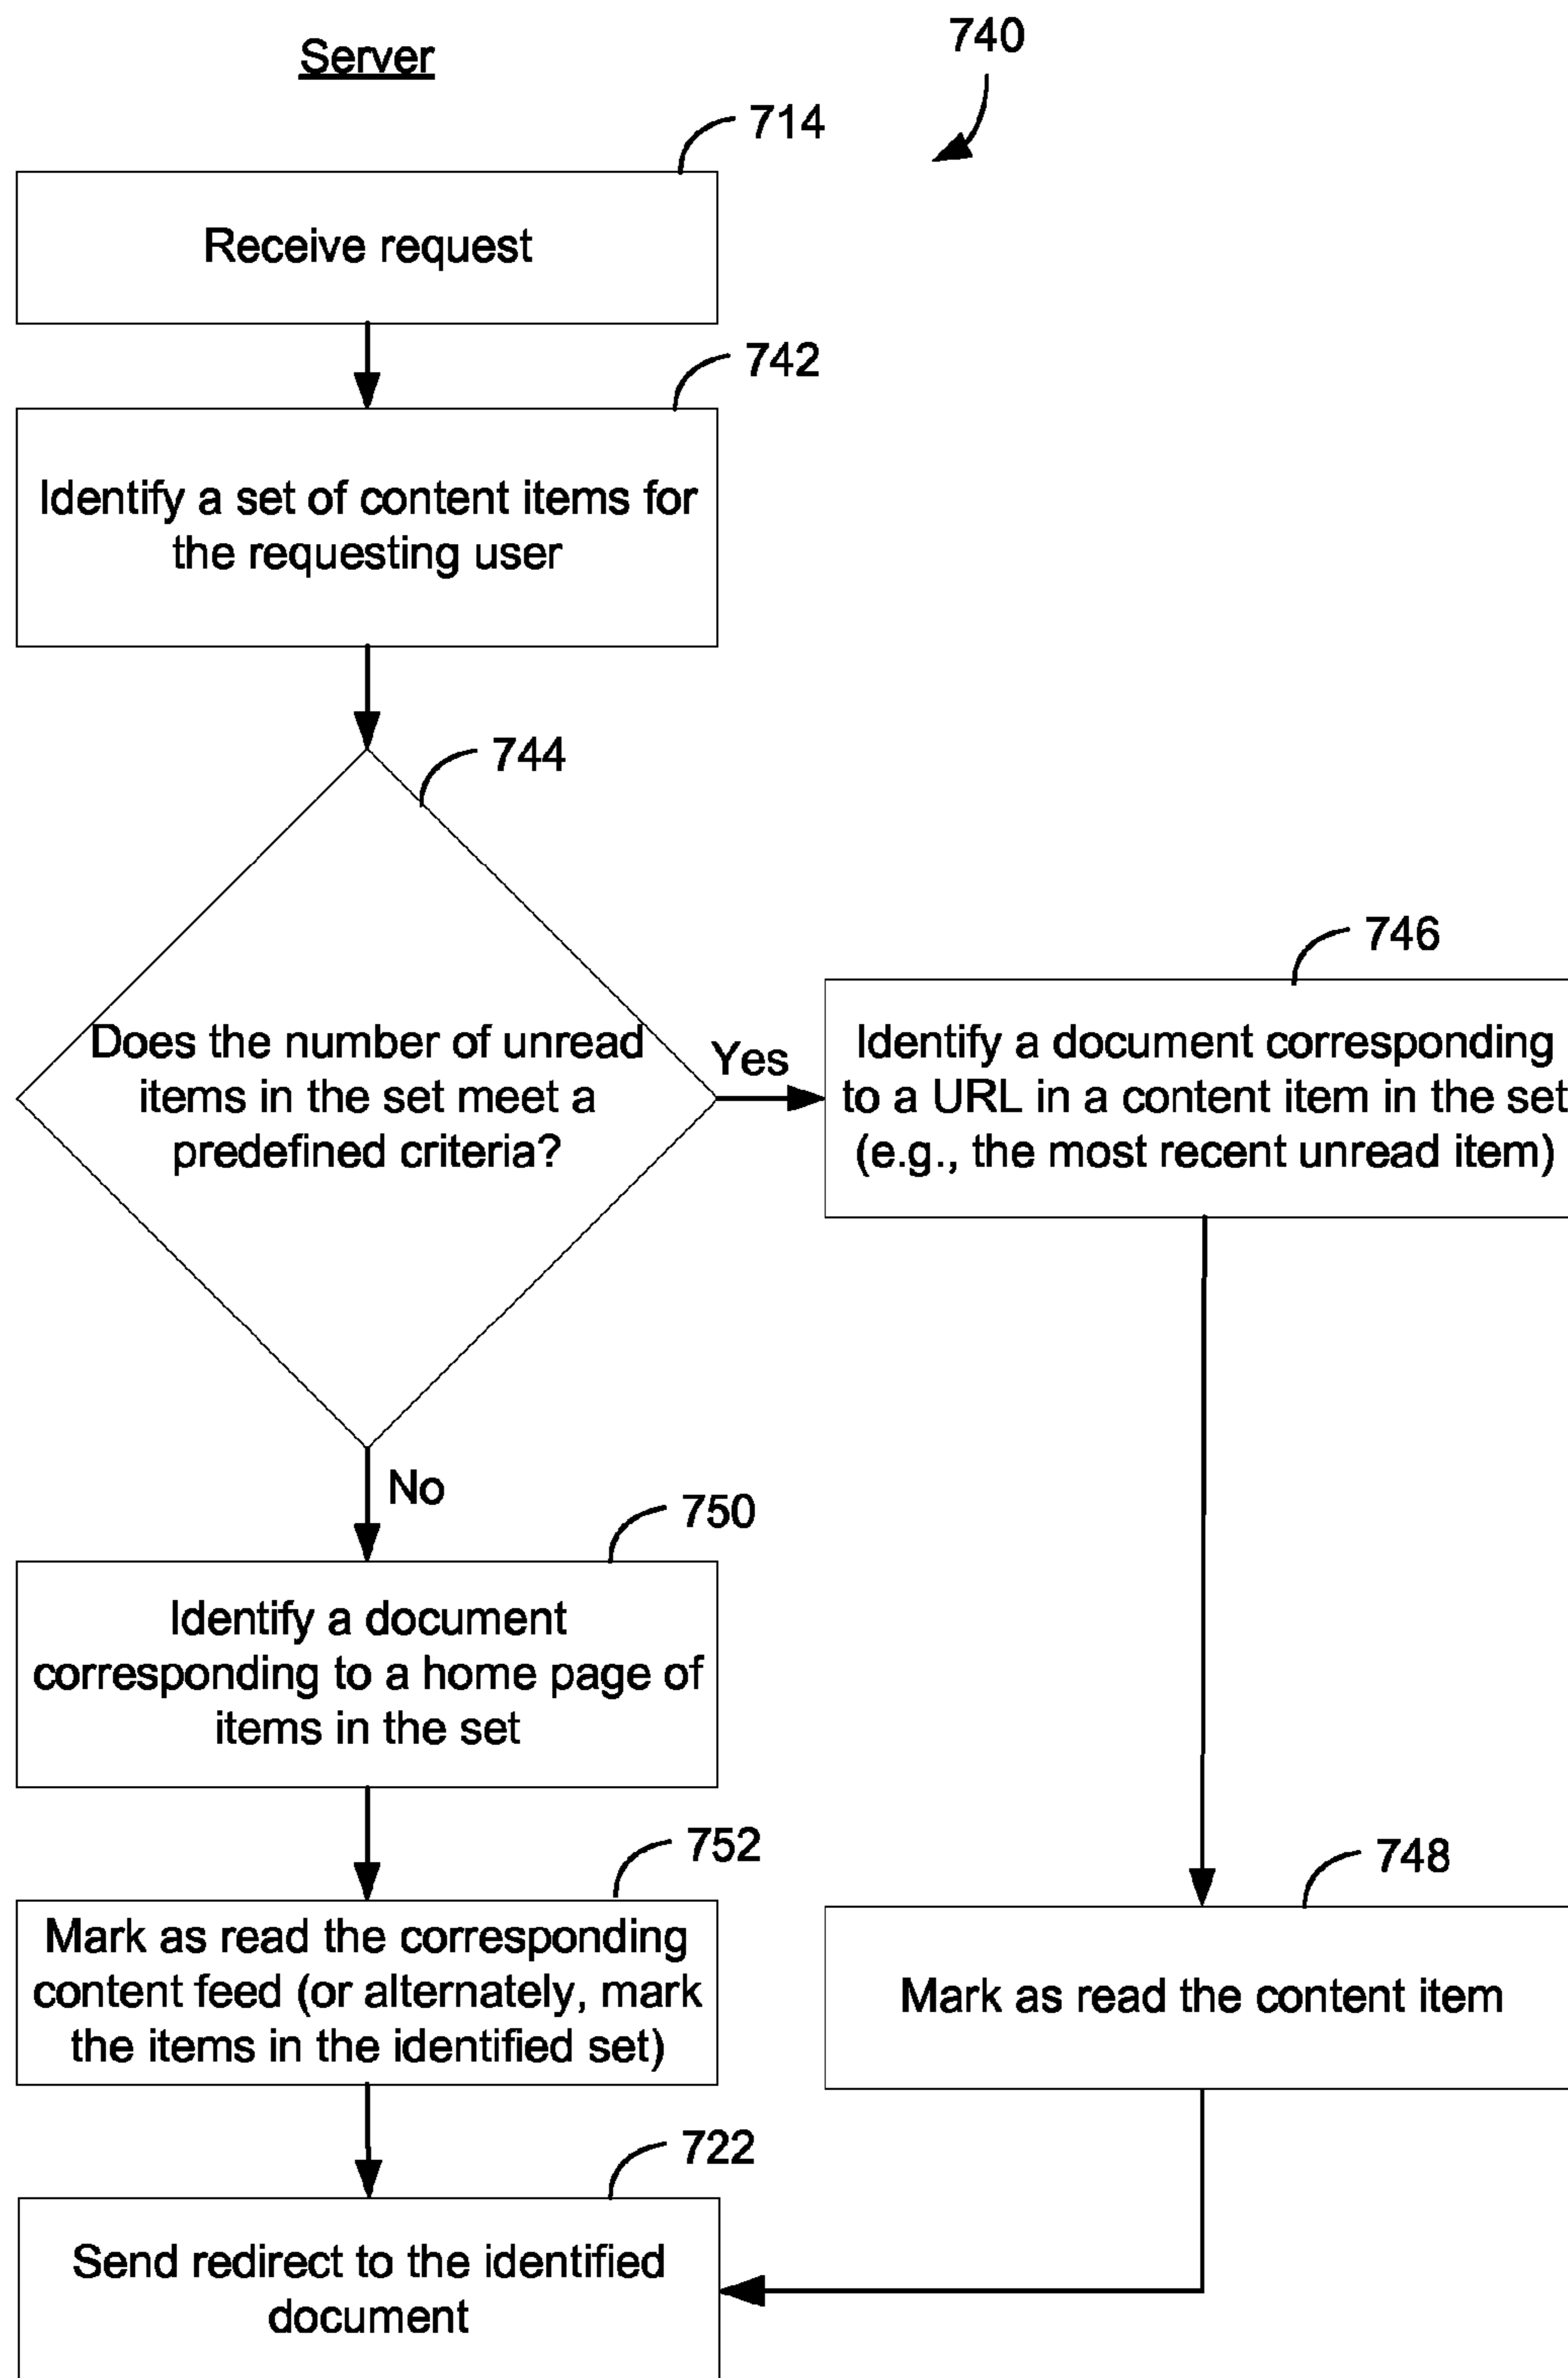 Server
740
714
Receive request
742
Identify a set of content items for
the requesting user
744
Does the number of unread
items in the set meet a
predefined criteria?
Yes
746
Identify a document corresponding
to a URL in a content item in the set
(e.g., the most recent unread item)
No
750
Identify a document
corresponding to a home page of
items in the set
752
Mark as read the corresponding
content feed (or alternately, mark
the items in the identified set)
748
Mark as read the content item
722
Send redirect to the identified
document